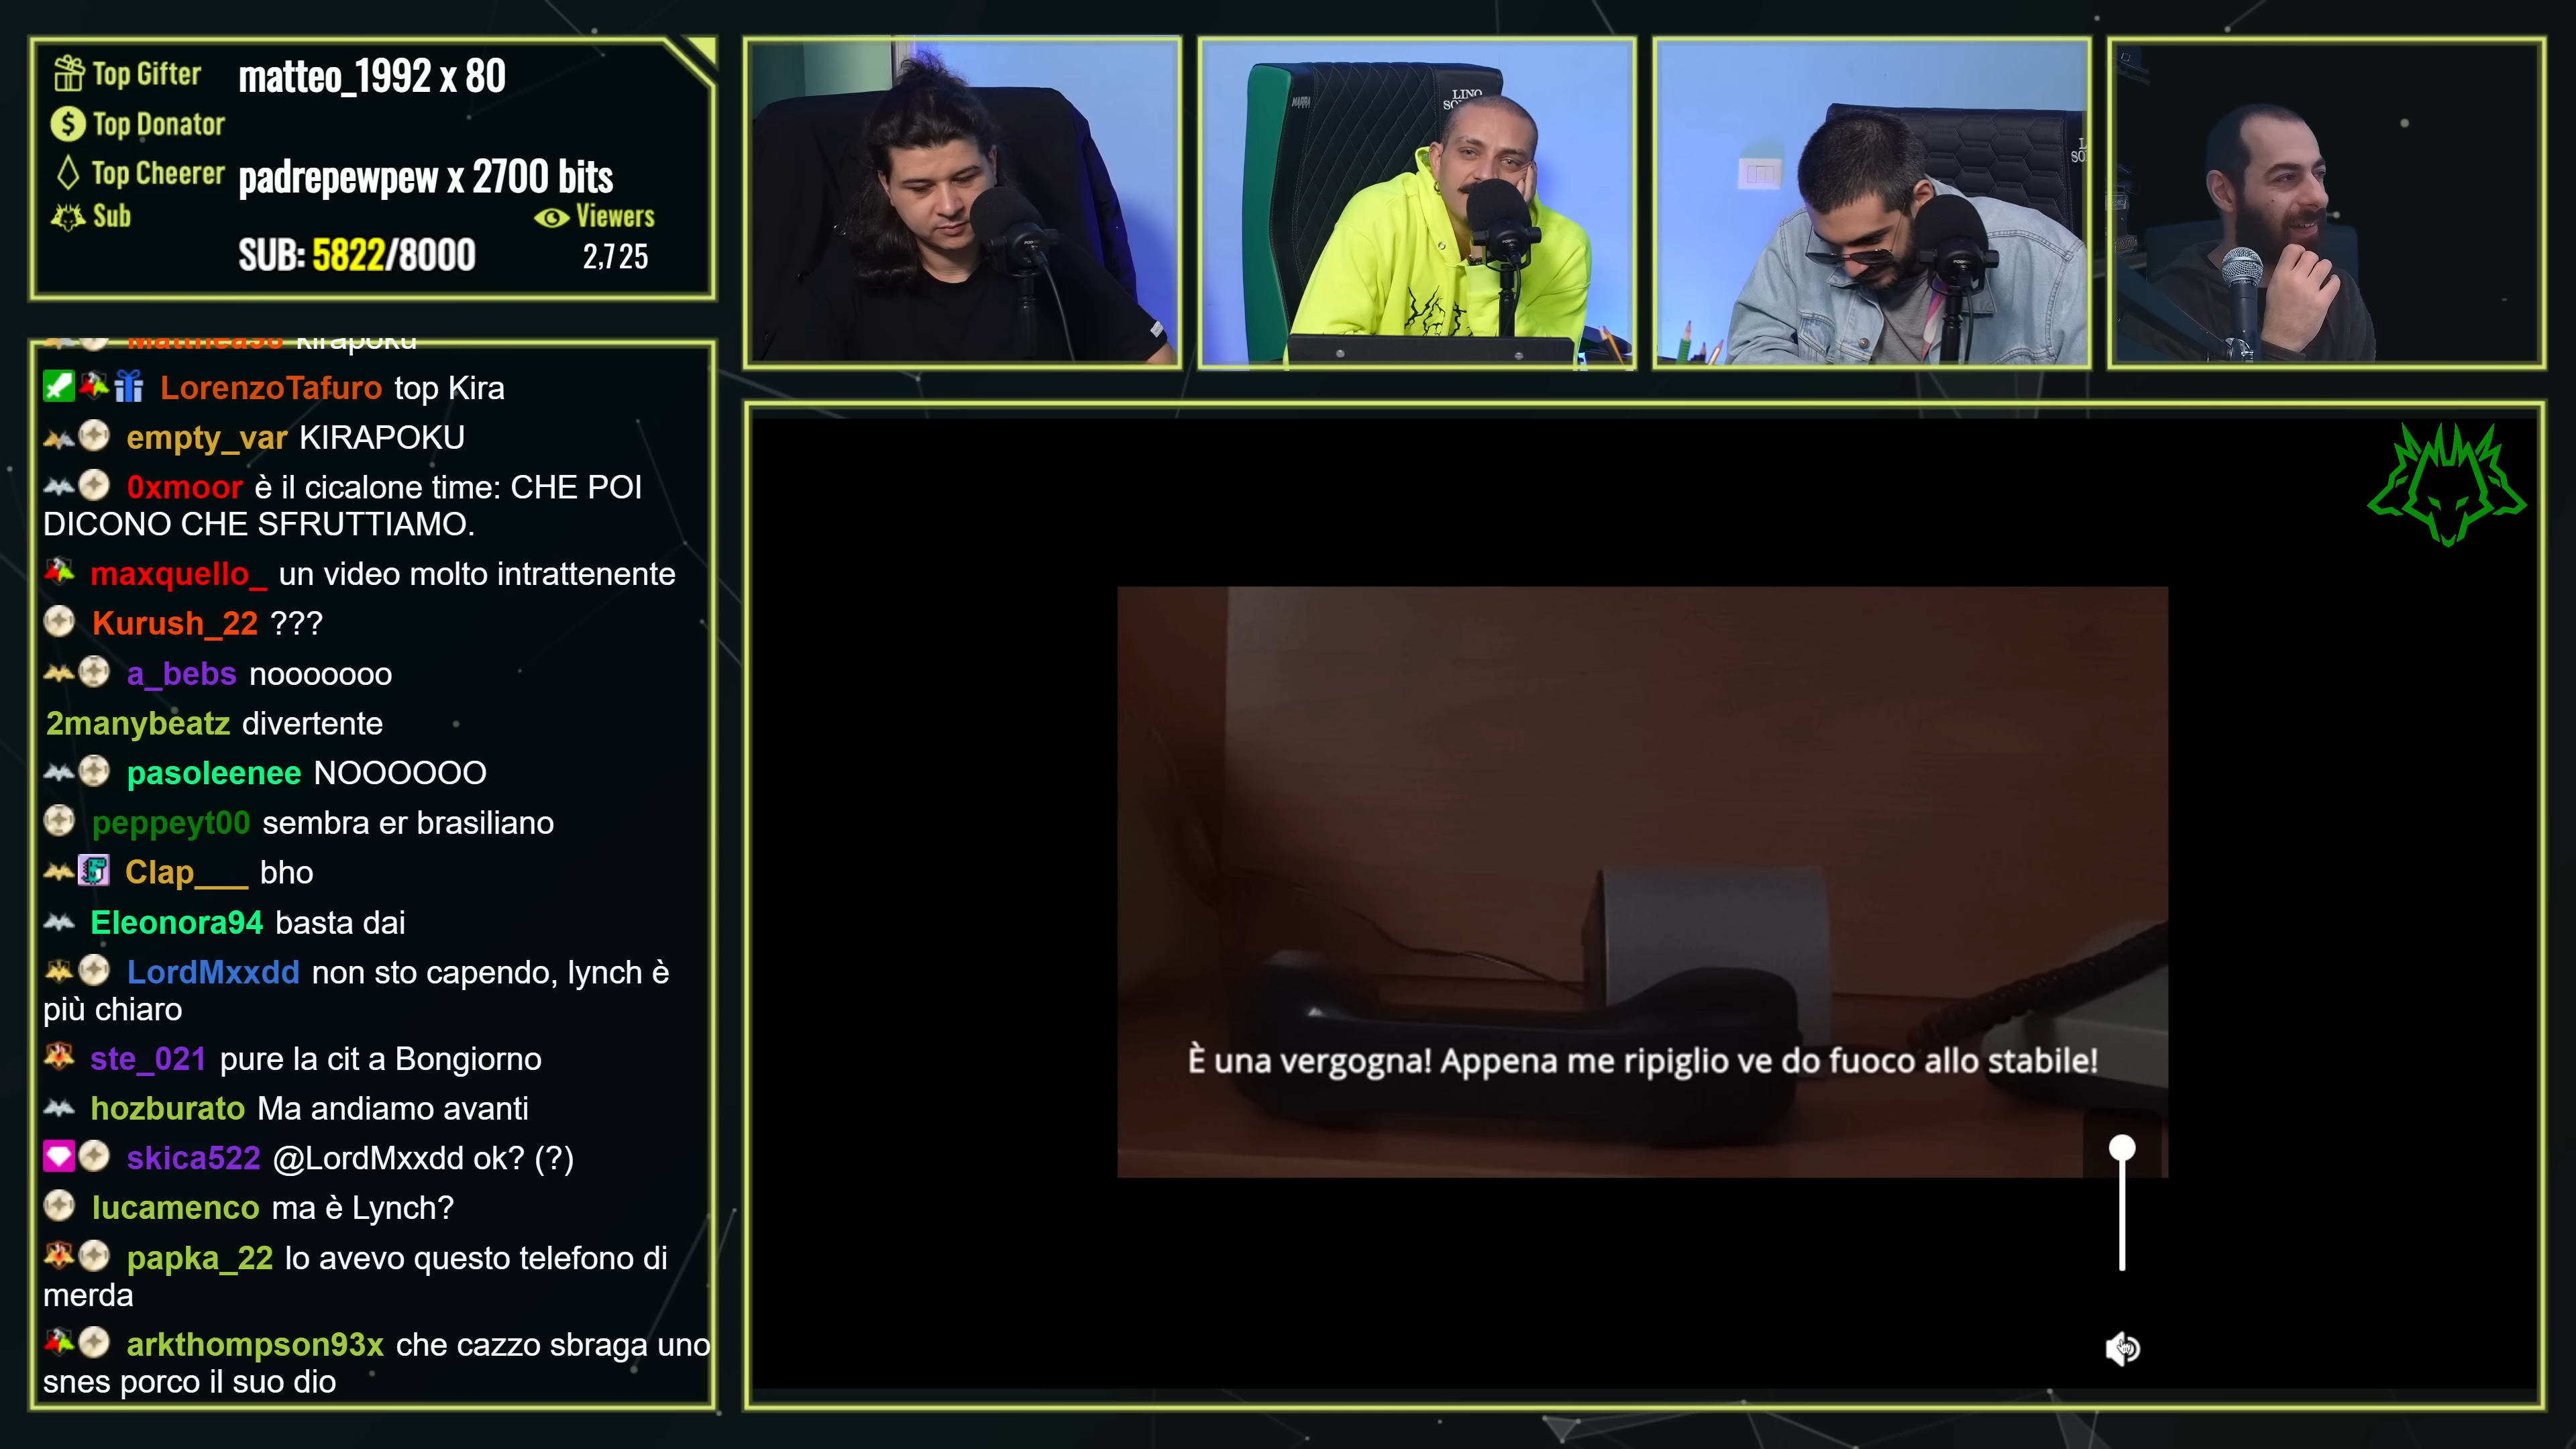 Top Gifter matteo_1992 x 80
Top Donator
Top Cheerer padrepewpew x 2700 bits
Sub Viewers
SUB: 5822/8000 2,725
LINO
kirapoku
LorenzoTafuro top Kira
empty_var KIRAPOKU
0xmoor è il cicalone time: CHE POI
DICONO CHE SFRUTTIAMO.
maxquello_ un video molto intrattenente
Kurush_22 ???
a_bebs nooooooo
2manybeatz divertente
pasoleenee NOOOOOO
peppeyt00 sembra er brasiliano
Clap___ bho
Eleonora94 basta dai
LordMxxdd non sto capendo, lynch è
più chiaro
ste_021 pure la cit a Bongiorno
hozburato Ma andiamo avanti
skica522 @LordMxxdd ok? (?)
lucamenco ma è Lynch?
papka_22 lo avevo questo telefono di
merda
arkthompson93x che cazzo sbraga uno
snes porco il suo dio
È una vergogna! Appena me ripiglio ve do fuoco allo stabile!